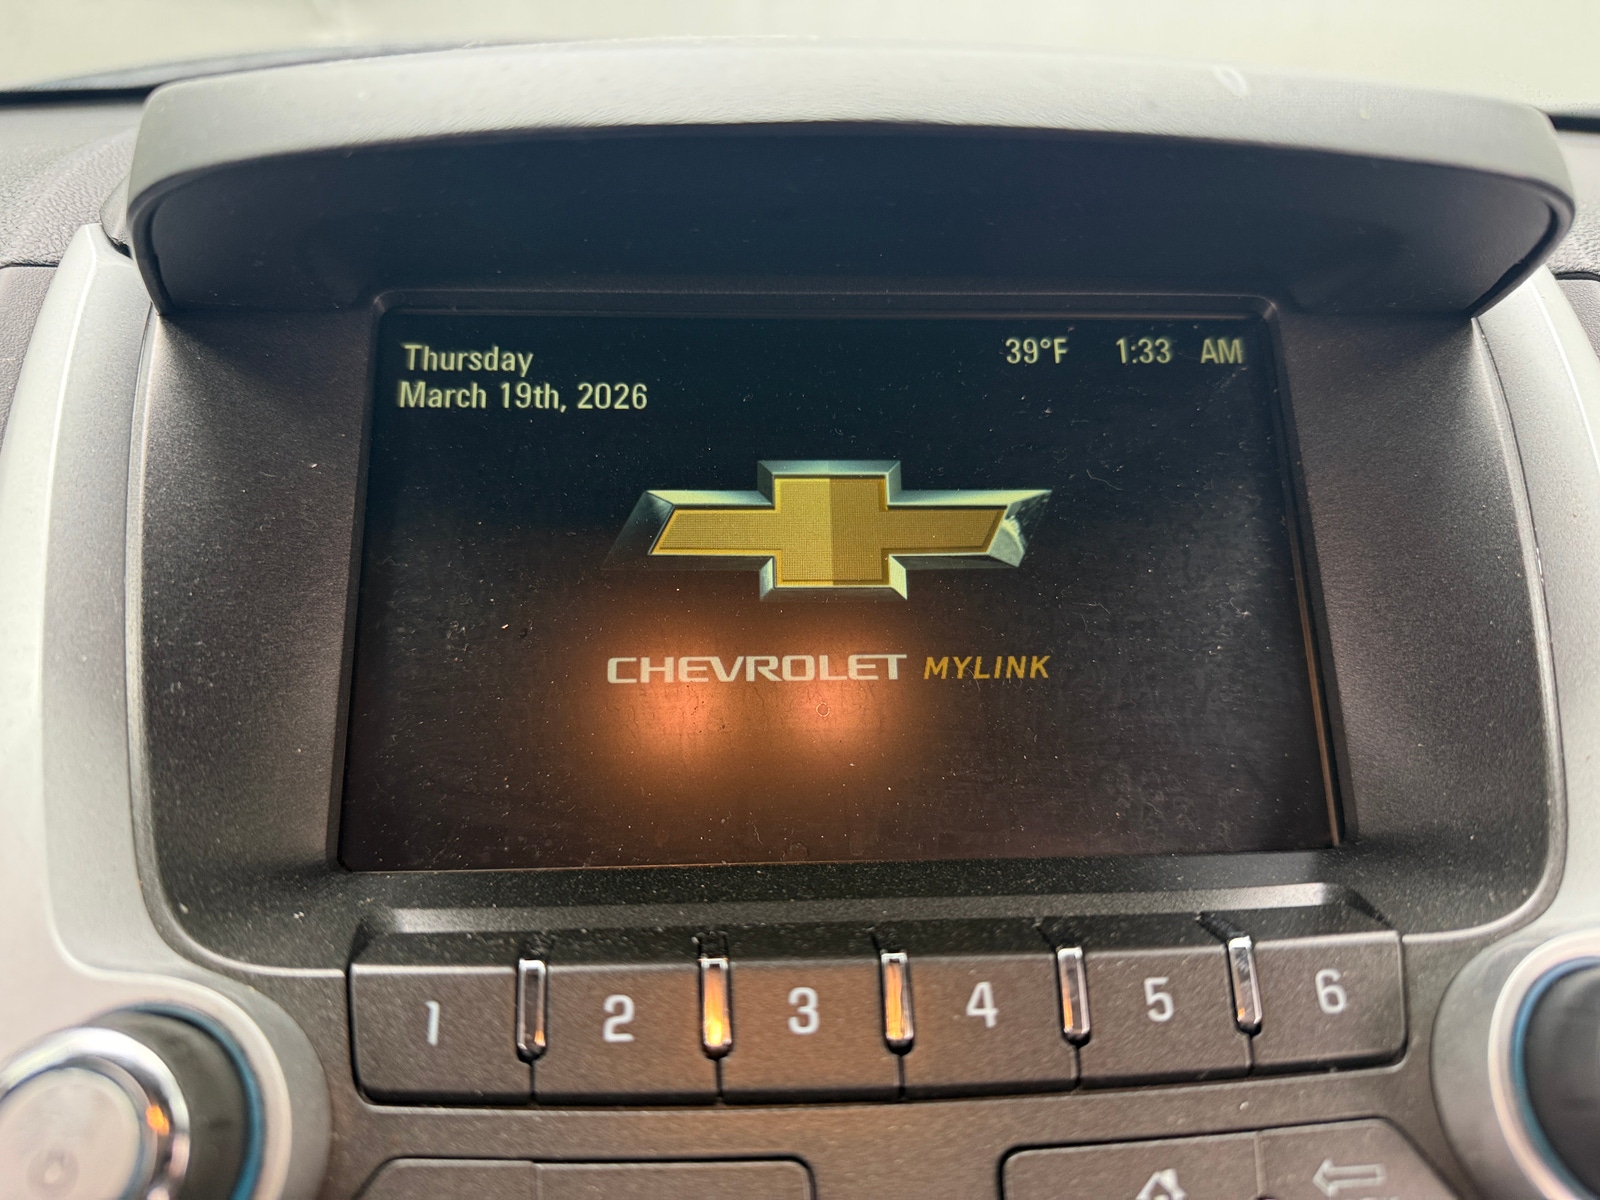 Thursday
March 19th, 2026
39°F 1:33 AM
CHEVROLET MYLINK
1 2 3 4 5 6